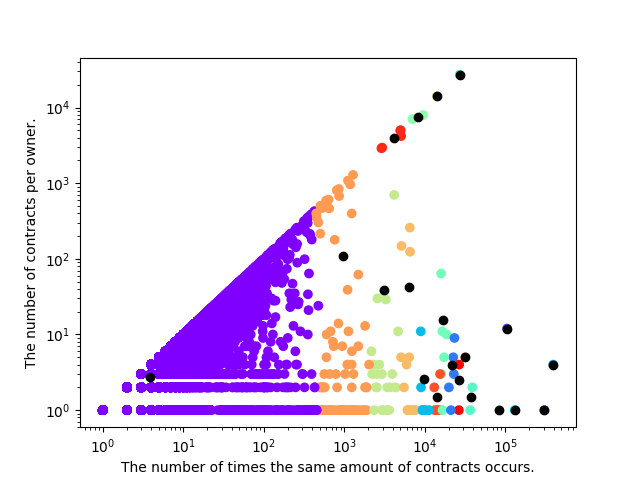 The number of contracts per owner.
10⁴
10³
10²
10¹
10⁰
10⁰ 10¹ 10² 10³ 10⁴ 10⁵
The number of times the same amount of contracts occurs.